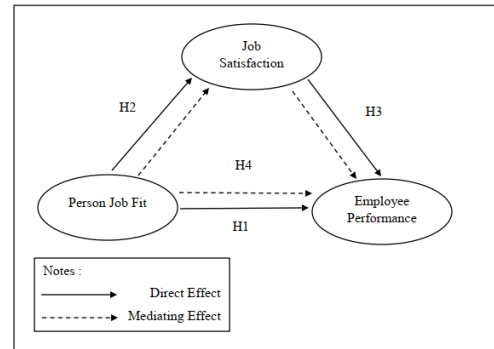 Job
Satisfaction
H2
H3
H4
Person Job Fit
Employee
Performance
H1
Notes :
Direct Effect
Mediating Effect